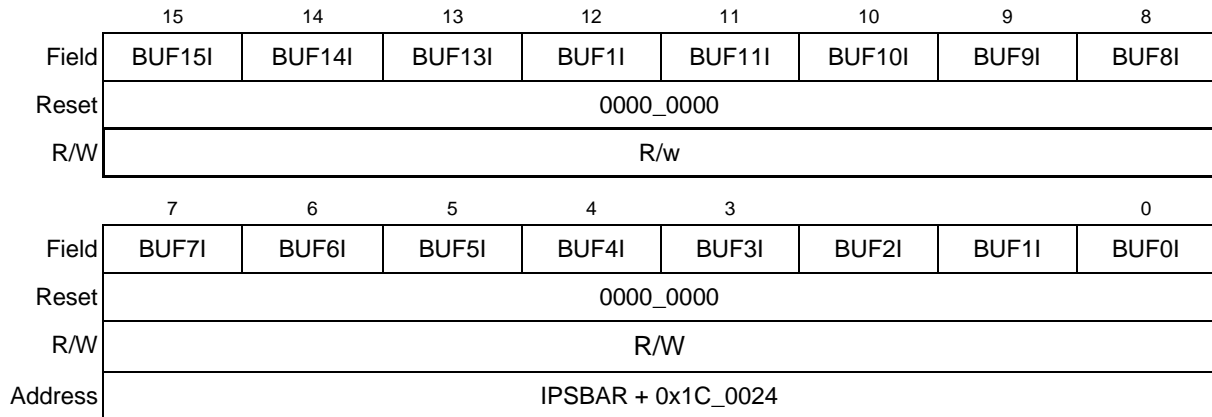 15 14 13 12 11 10 9 8
Field BUF15I BUF14I BUF13I BUF1I BUF11I BUF10I BUF9I BUF8I
Reset 0000_0000
R/W R/w
7 6 5 4 3 0
Field BUF7I BUF6I BUF5I BUF4I BUF3I BUF2I BUF1I BUF0I
Reset 0000_0000
R/W R/W
Address IPSBAR + 0x1C_0024